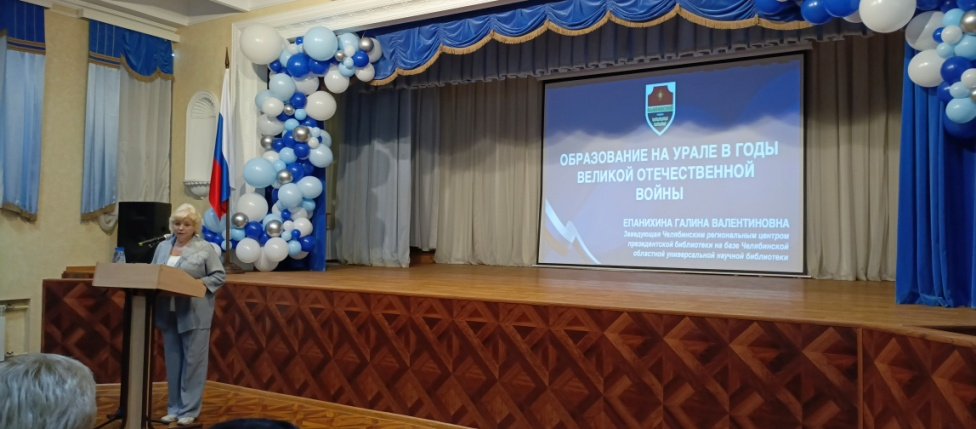 ОБРАЗОВАНИЕ НА УРАЛЕ В ГОДЫ
ВЕЛИКОЙ ОТЕЧЕСТВЕННОЙ
ВОЙНЫ
ЕПАНИХИНА ГАЛИНА ВАЛЕНТИНОВНА
Заведующая Челябинским региональным центром
президентской библиотеки на базе Челябинской
областной универсальной научной библиотеки